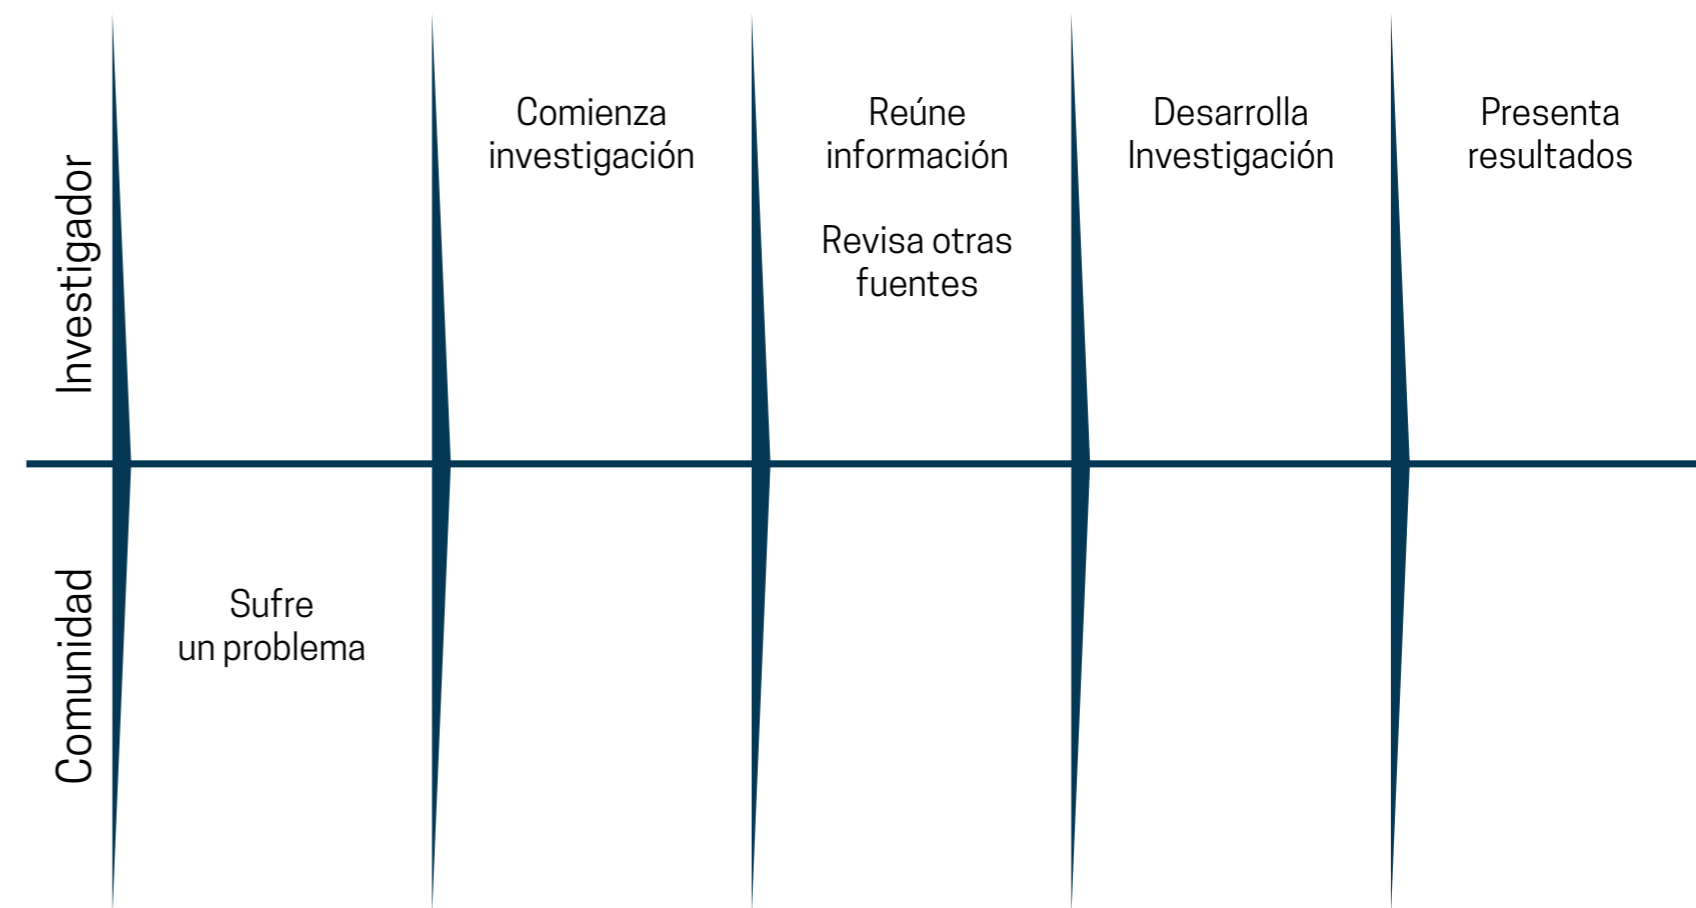 Investigador
Comienza
investigación
Reúne
información
Revisa otras
fuentes
Desarrolla
Investigación
Presenta
resultados
Comunidad
Sufre
un problema